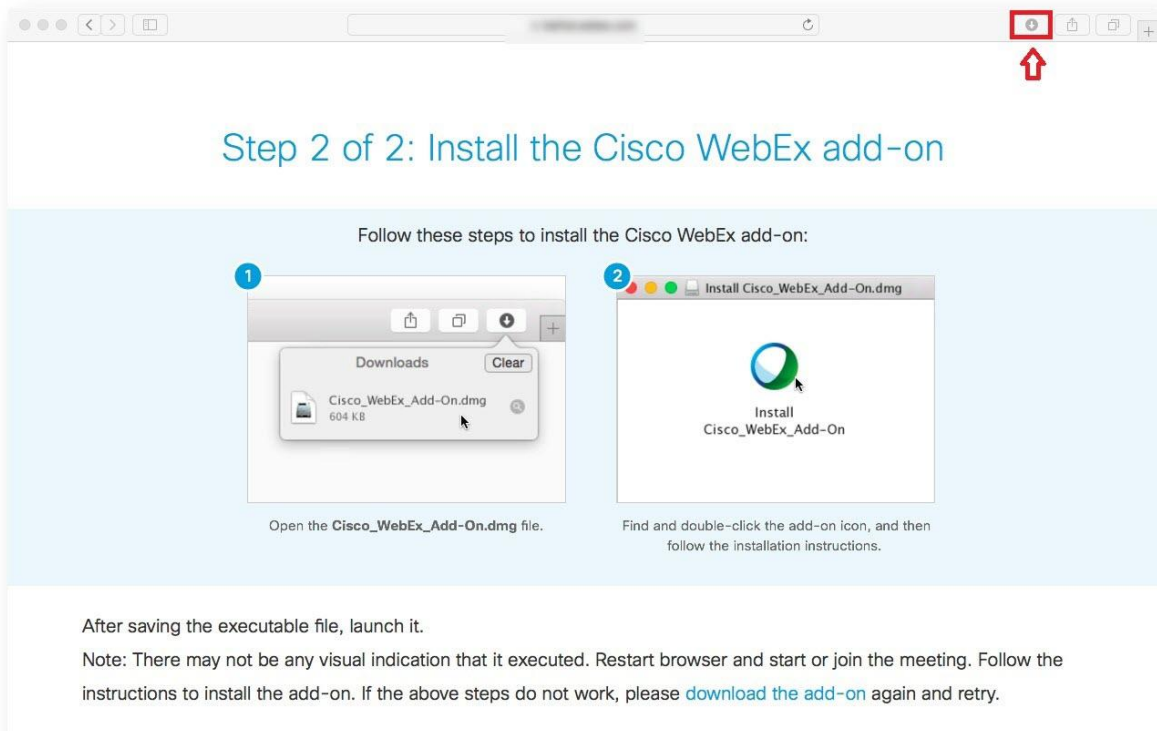 Step 2 of 2: Install the Cisco WebEx add-on
Follow these steps to install the Cisco WebEx add-on:
1
Downloads
Clear
Cisco_WebEx_Add-On.dmg
604 KB
Open the Cisco_WebEx_Add-On.dmg file.
2
Install Cisco_WebEx_Add-On.dmg
Install
Cisco_WebEx_Add-On
Find and double-click the add-on icon, and then
follow the installation instructions.
After saving the executable file, launch it.
Note: There may not be any visual indication that it executed. Restart browser and start or join the meeting. Follow the
instructions to install the add-on. If the above steps do not work, please download the add-on again and retry.